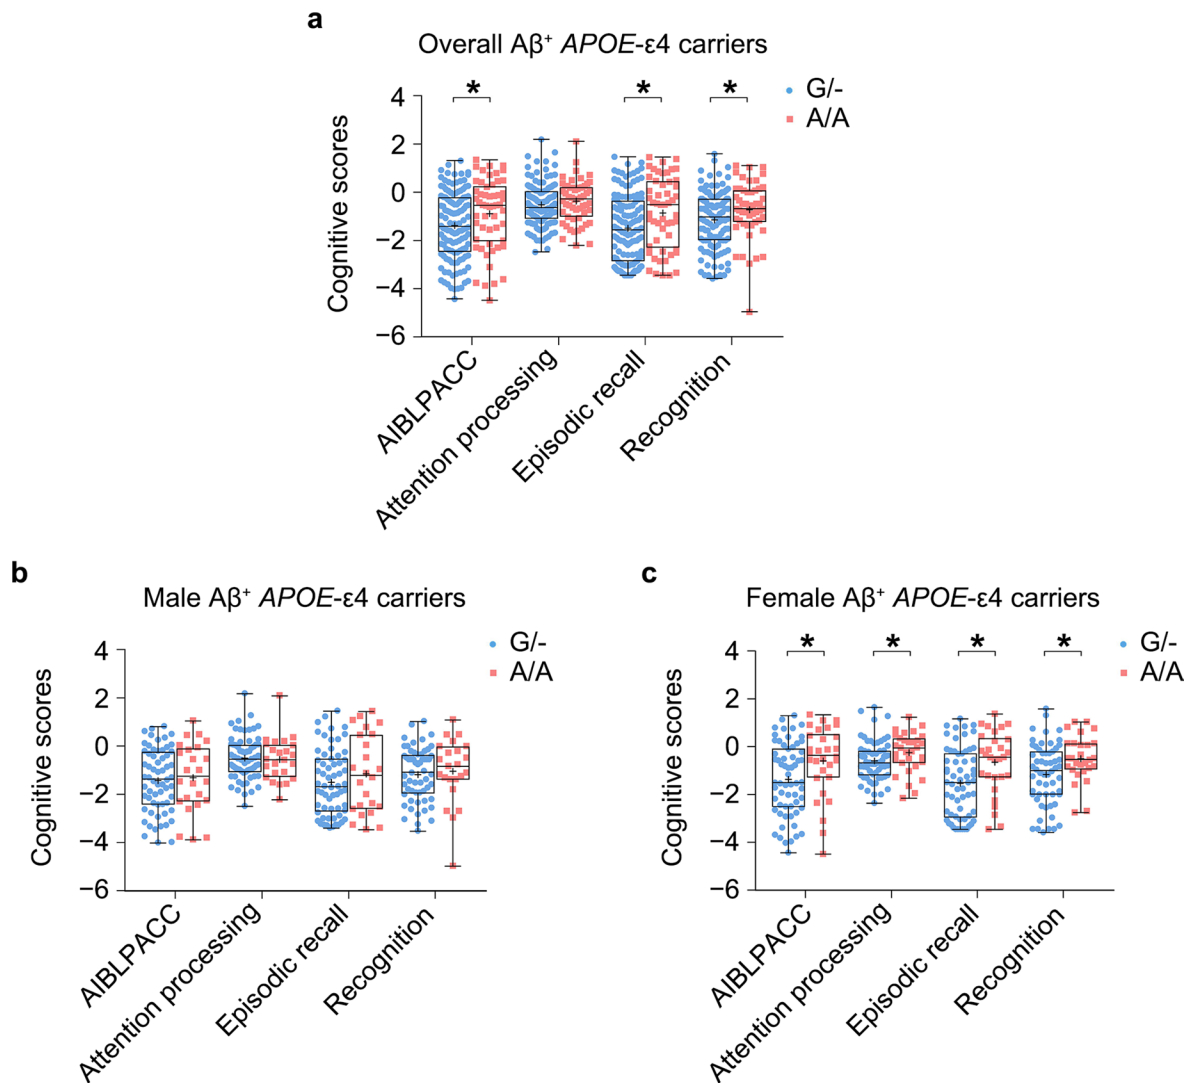 a
Overall Aβ⁺ APOE-ε4 carriers
G/-
A/A
* * *
Cognitive scores
4
2
0
−2
−4
−6
AIBLPACC
Attention processing
Episodic recall
Recognition
b
Male Aβ⁺ APOE-ε4 carriers
G/-
A/A
Cognitive scores
4
2
0
−2
−4
−6
AIBLPACC
Attention processing
Episodic recall
Recognition
c
Female Aβ⁺ APOE-ε4 carriers
G/-
A/A
* * * *
Cognitive scores
4
2
0
−2
−4
−6
AIBLPACC
Attention processing
Episodic recall
Recognition